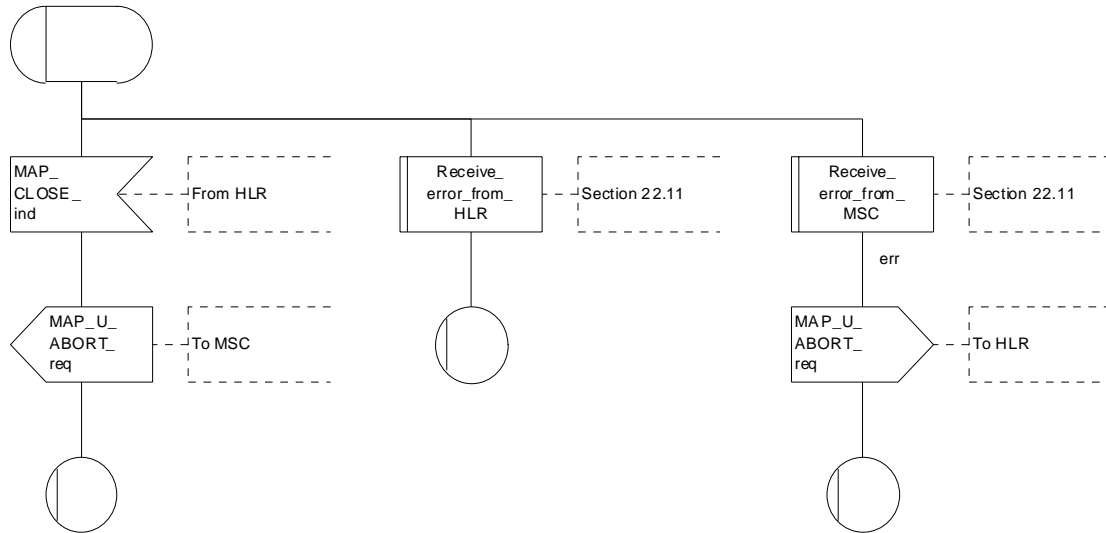 MAP_
CLOSE_
ind
From HLR
Receive_
error_from_
HLR
Section 22.11
Receive_
error_from_
MSC
Section 22.11
err
MAP_U_
ABORT_
req
To MSC
MAP_U_
ABORT_
req
To HLR